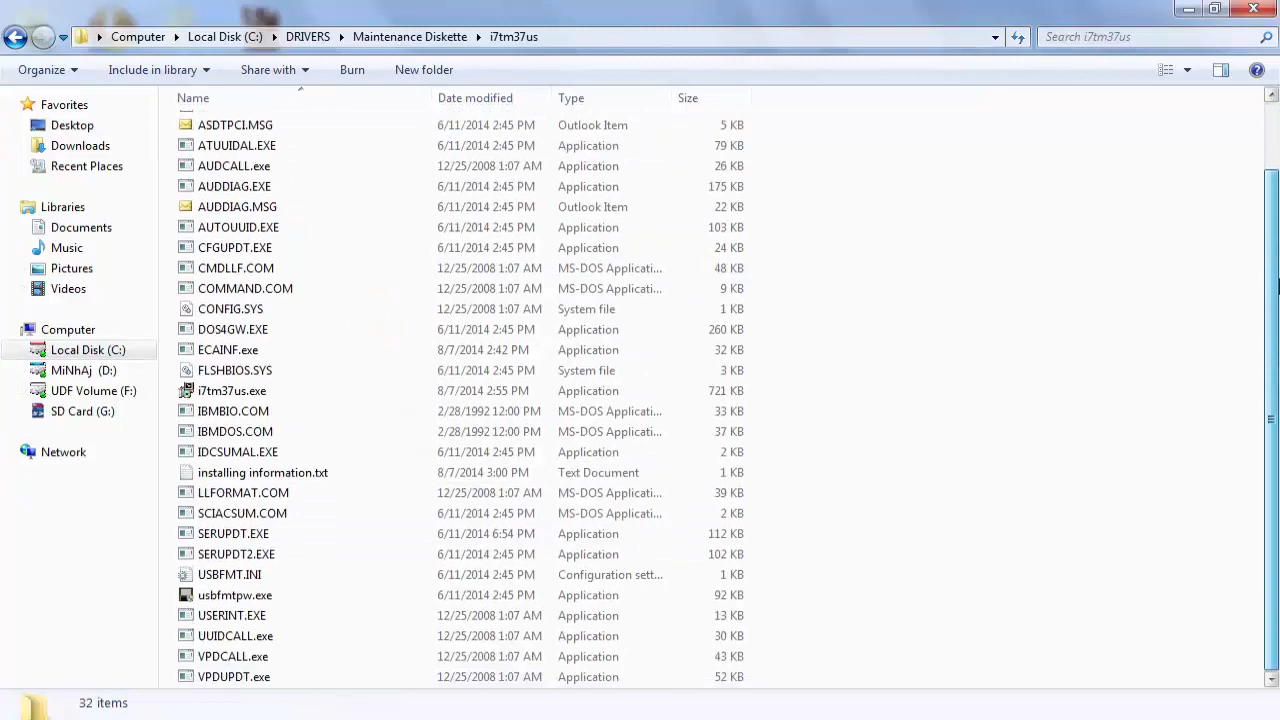 Computer Local Disk (C:) DRIVERS Maintenance Diskette i7tm37us Search i7tm37us
Organize Include in library Share with Burn New folder
Favorites
Desktop
Downloads
Recent Places
Libraries
Documents
Music
Pictures
Videos
Computer
Local Disk (C:)
MiNhAj (D:)
UDF Volume (F:)
SD Card (G:)
Network
Name Date modified Type Size
ASDTPCI.MSG 6/11/2014 2:45 PM Outlook Item 5 KB
ATUUIDAL.EXE 6/11/2014 2:45 PM Application 79 KB
AUDCALL.exe 12/25/2008 1:07 AM Application 26 KB
AUDDIAG.EXE 6/11/2014 2:45 PM Application 175 KB
AUDDIAG.MSG 6/11/2014 2:45 PM Outlook Item 22 KB
AUTOUUID.EXE 6/11/2014 2:45 PM Application 103 KB
CFGUPDT.EXE 6/11/2014 2:45 PM Application 24 KB
CMDLLF.COM 12/25/2008 1:07 AM MS-DOS Applicati... 48 KB
COMMAND.COM 12/25/2008 1:07 AM MS-DOS Applicati... 9 KB
CONFIG.SYS 12/25/2008 1:07 AM System file 1 KB
DOS4GW.EXE 6/11/2014 2:45 PM Application 260 KB
ECAINF.exe 8/7/2014 2:42 PM Application 32 KB
FLSHBIOS.SYS 6/11/2014 2:45 PM System file 3 KB
i7tm37us.exe 8/7/2014 2:55 PM Application 721 KB
IBMBIO.COM 2/28/1992 12:00 PM MS-DOS Applicati... 33 KB
IBMDOS.COM 2/28/1992 12:00 PM MS-DOS Applicati... 37 KB
IDCSUMAL.EXE 6/11/2014 2:45 PM Application 2 KB
installing information.txt 8/7/2014 3:00 PM Text Document 1 KB
LLFORMAT.COM 12/25/2008 1:07 AM MS-DOS Applicati... 39 KB
SCIACSUM.COM 6/11/2014 2:45 PM MS-DOS Applicati... 2 KB
SERUPDT.EXE 6/11/2014 6:54 PM Application 112 KB
SERUPDT2.EXE 6/11/2014 2:45 PM Application 102 KB
USBFMT.INI 6/11/2014 2:45 PM Configuration sett... 1 KB
usbfmtpw.exe 6/11/2014 2:45 PM Application 92 KB
USERINT.EXE 12/25/2008 1:07 AM Application 13 KB
UUIDCALL.exe 12/25/2008 1:07 AM Application 30 KB
VPDCALL.exe 12/25/2008 1:07 AM Application 43 KB
VPDUPDT.exe 12/25/2008 1:07 AM Application 52 KB
32 items